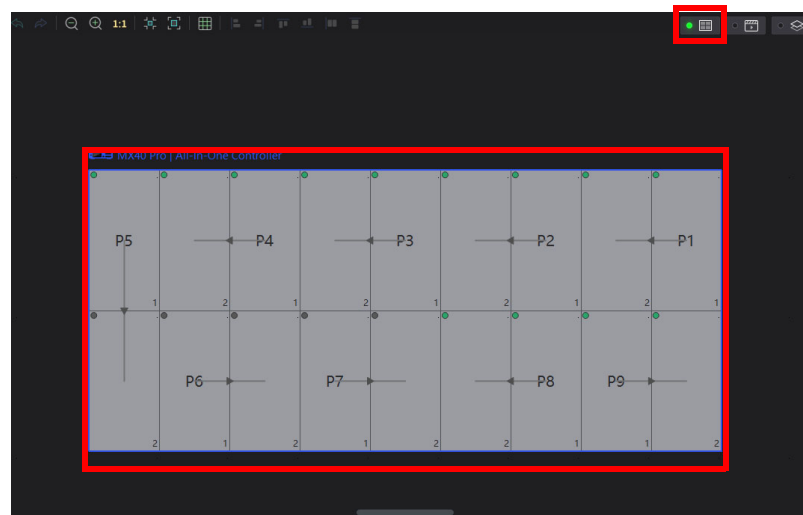 1:1
MX40 Pro | All-In-One Controller
P5 P4 P3 P2 P1
1 2 1 2 1 2 1 2 1
P6 P7 P8 P9
2 1 2 1 2 2 1 1 2